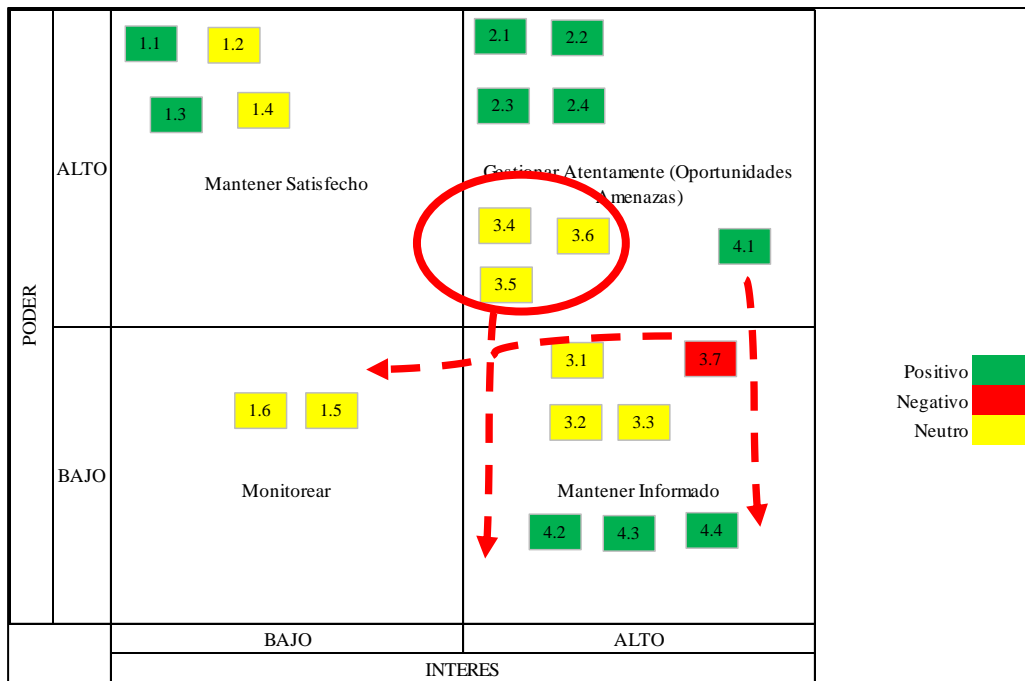 1.1
1.2
2.1
2.2
1.3
1.4
2.3
2.4
ALTO
Mantener Satisfecho
Gestionar Atentamente (Oportunidades
Amenazas)
3.4
3.6
4.1
3.5
PODER
3.1
3.7
Positivo
Negativo
Neutro
1.6
1.5
3.2
3.3
BAJO
Monitorear
Mantener Informado
4.2
4.3
4.4
BAJO
ALTO
INTERES